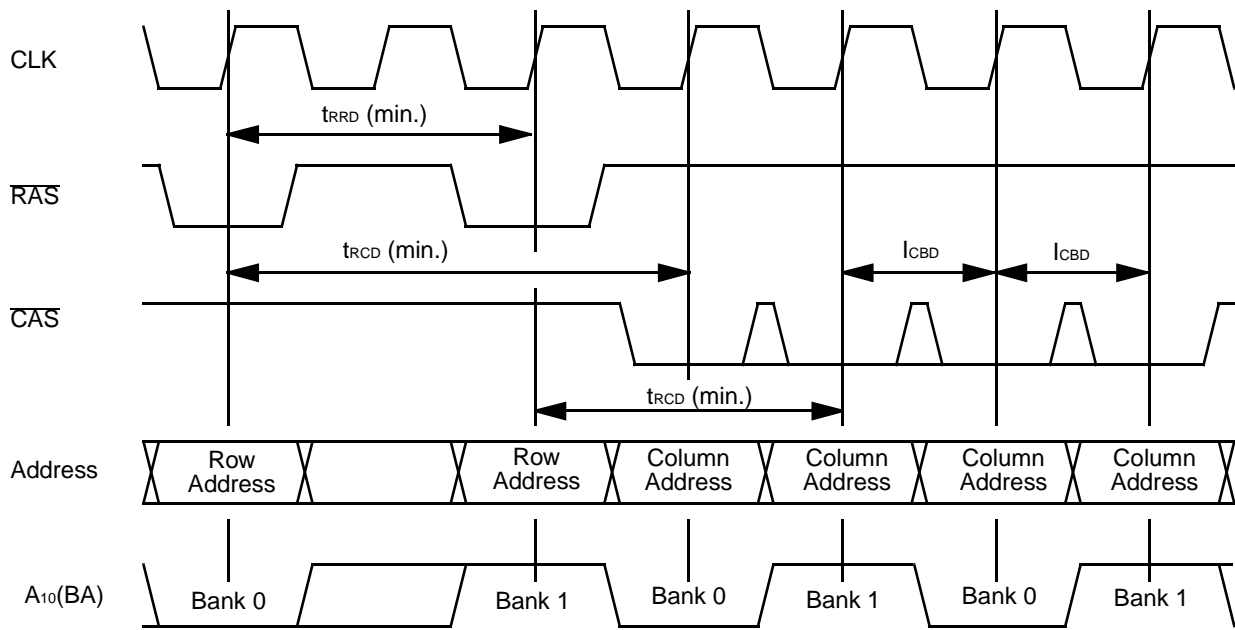 CLK
tRRD (min.)
RAS
tRCD (min.)
ICBD
ICBD
CAS
tRCD (min.)
Address
Row
Address
Row
Address
Column
Address
Column
Address
Column
Address
Column
Address
A10(BA)
Bank 0
Bank 1
Bank 0
Bank 1
Bank 0
Bank 1